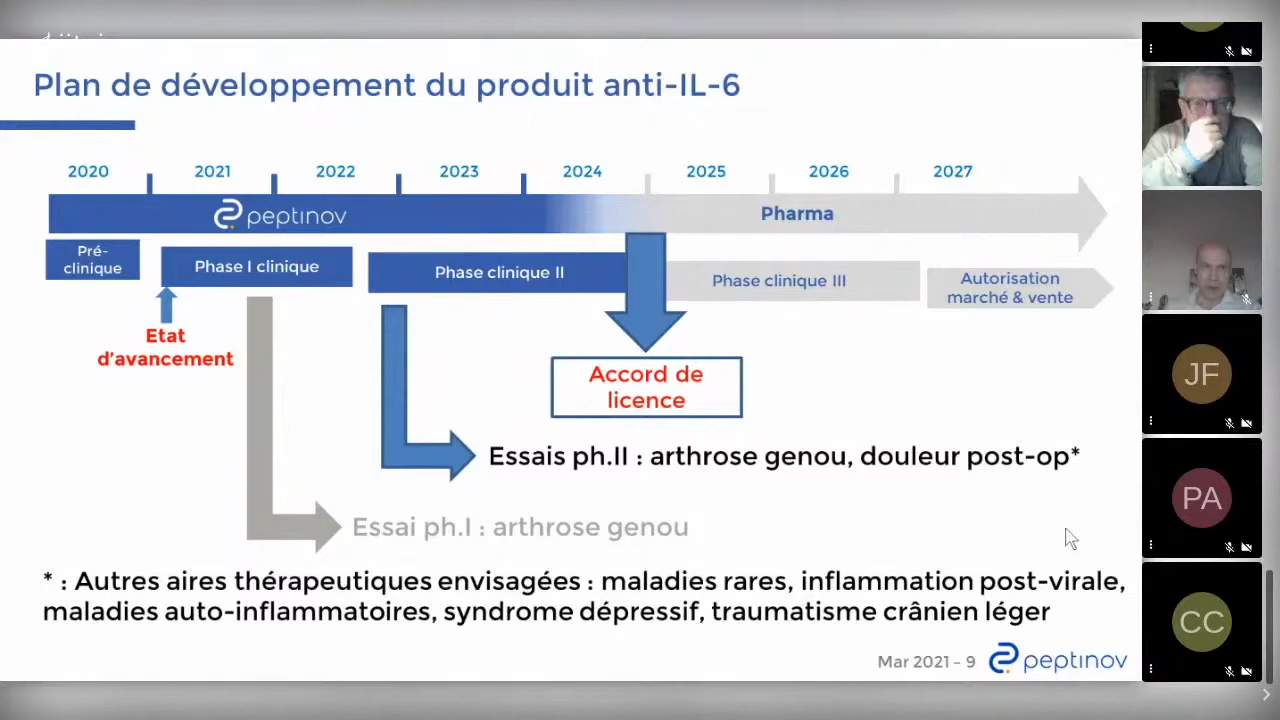 Plan de développement du produit anti-IL-6
2020 2021 2022 2023 2024 2025 2026 2027
peptinov
Pharma
Pré-
clinique
Phase I clinique
Phase clinique II
Phase clinique III
Autorisation
marché & vente
Etat
d'avancement
Accord de
licence
Essais ph.II : arthrose genou, douleur post-op*
Essai ph.I : arthrose genou
* : Autres aires thérapeutiques envisagées : maladies rares, inflammation post-virale,
maladies auto-inflammatoires, syndrome dépressif, traumatisme crânien léger
Mar 2021 - 9
peptinov
JF
PA
CC